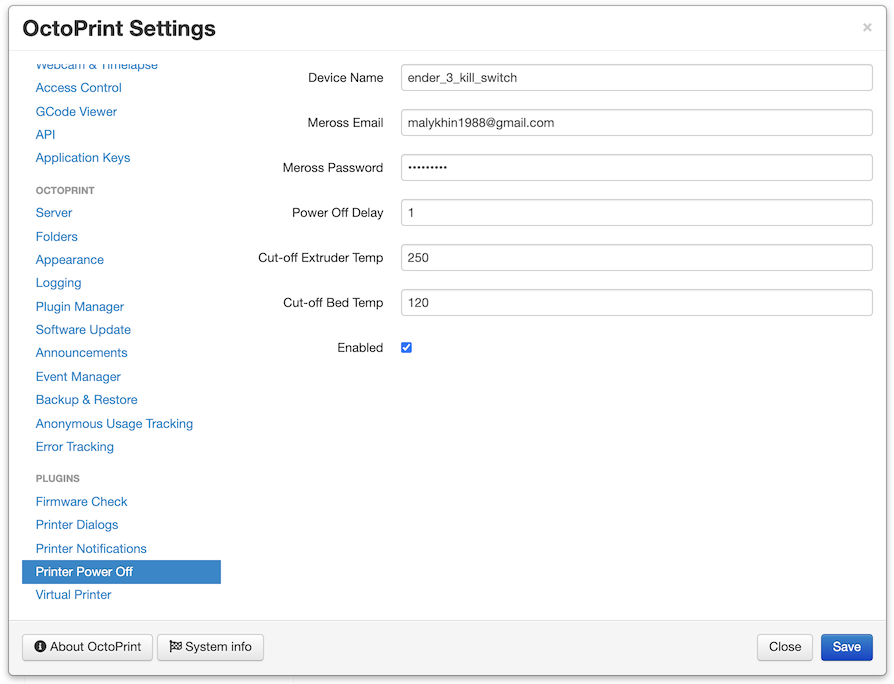 OctoPrint Settings
×
Webcam & Timelapse
Access Control
GCode Viewer
API
Application Keys
OCTOPRINT
Server
Folders
Appearance
Logging
Plugin Manager
Software Update
Announcements
Event Manager
Backup & Restore
Anonymous Usage Tracking
Error Tracking
PLUGINS
Firmware Check
Printer Dialogs
Printer Notifications
Printer Power Off
Virtual Printer
Device Name ender_3_kill_switch
Meross Email malykhin1988@gmail.com
Meross Password •••••••••
Power Off Delay 1
Cut-off Extruder Temp 250
Cut-off Bed Temp 120
Enabled
About OctoPrint System info Close Save